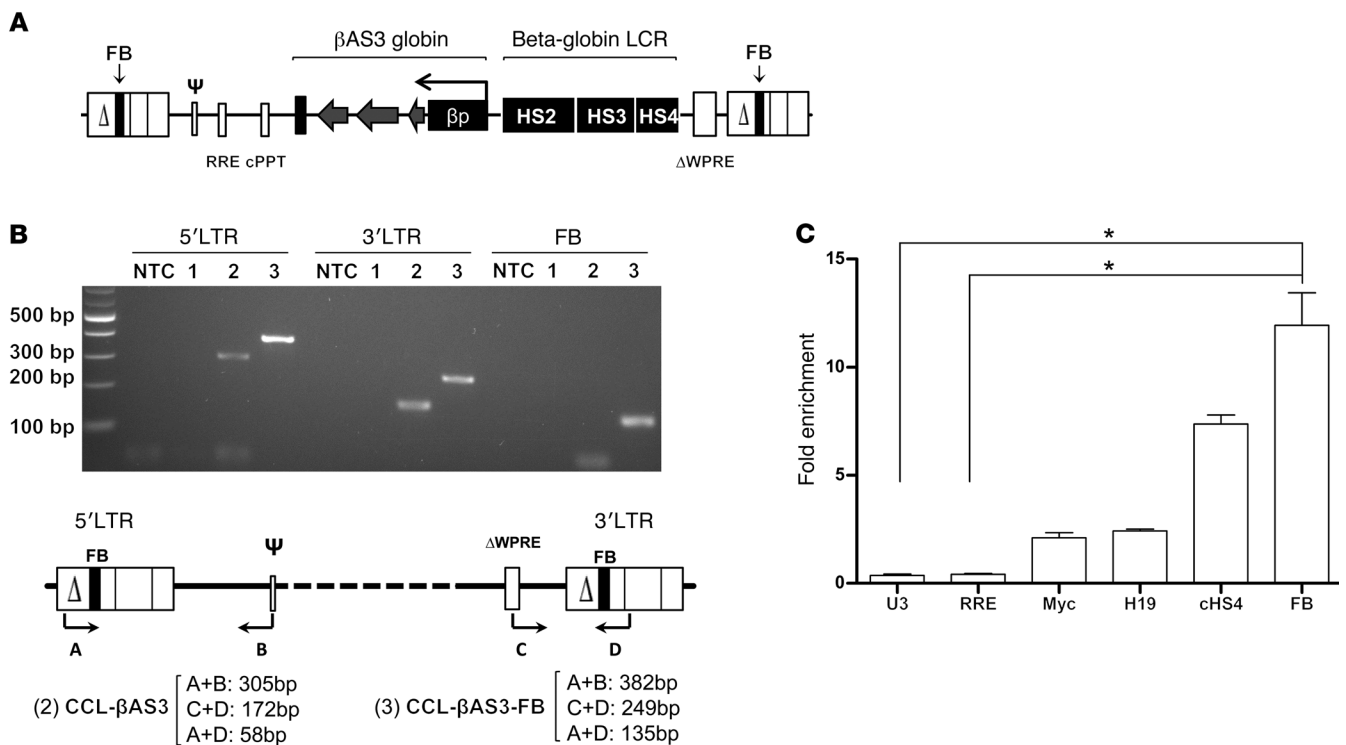 A
βAS3 globin
Beta-globin LCR
FB
FB
Ψ
Δ
βp
HS2
HS3
HS4
Δ
RRE cPPT
ΔWPRE
B
5′LTR
3′LTR
FB
NTC 1 2 3
NTC 1 2 3
NTC 1 2 3
500 bp
300 bp
200 bp
100 bp
5′LTR
3′LTR
FB
Ψ
ΔWPRE
FB
Δ
Δ
A
B
C
D
(2) CCL-βAS3
A+B: 305bp
C+D: 172bp
A+D: 58bp
(3) CCL-βAS3-FB
A+B: 382bp
C+D: 249bp
A+D: 135bp
C
*
*
Fold enrichment
15
10
5
0
U3
RRE
Myc
H19
cHS4
FB